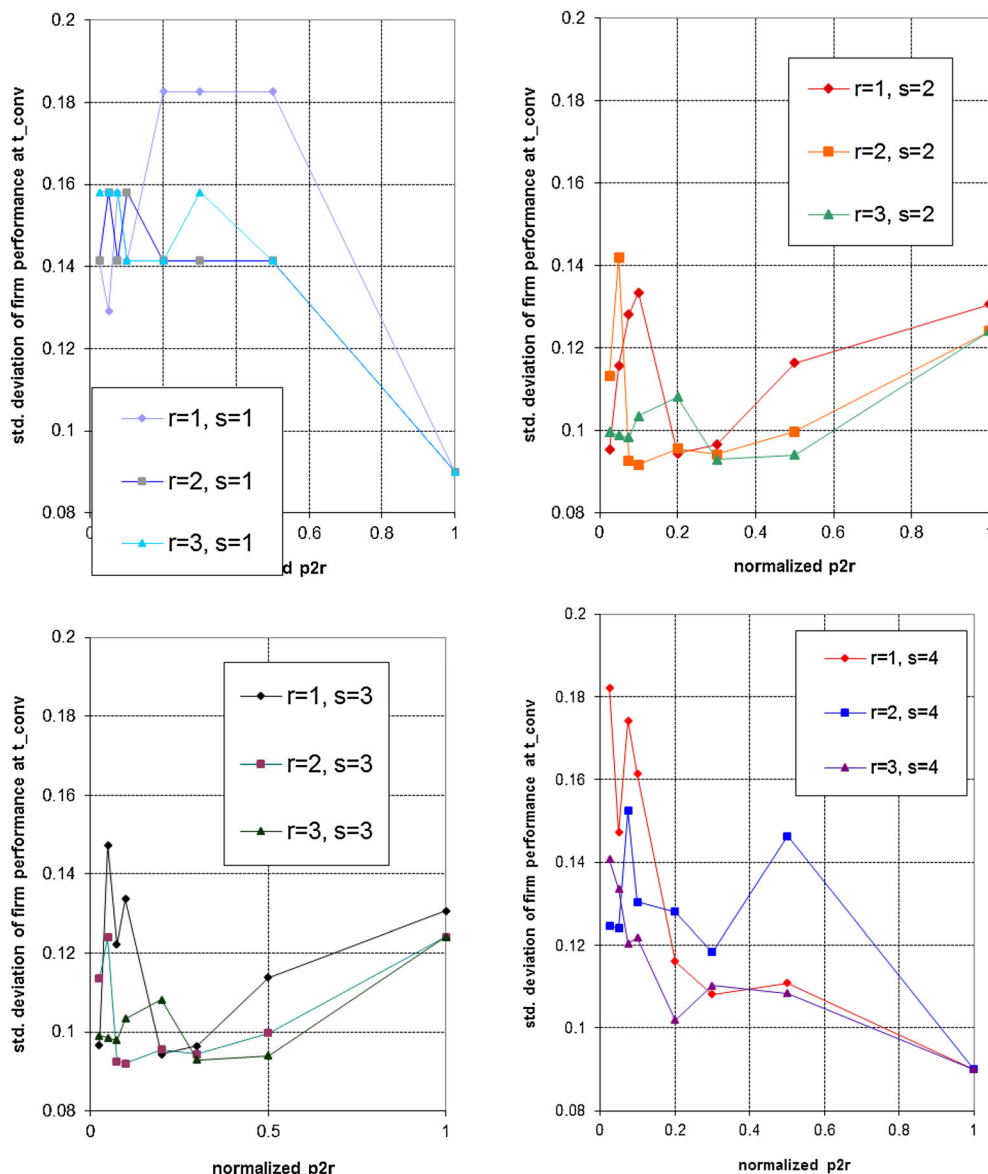 0.2
0.18
0.16
0.14
0.12
0.1
0.08
std. deviation of firm performance at t_conv
r=1, s=1
r=2, s=1
r=3, s=1
0
0.6
0.8
1
p2r
0.2
0.18
0.16
0.14
0.12
0.1
0.08
std. deviation of firm performance at t_conv
r=1, s=2
r=2, s=2
r=3, s=2
0
0.2
0.4
0.6
0.8
1
normalized p2r
0.2
0.18
0.16
0.14
0.12
0.1
0.08
std. deviation of firm performance at t_conv
r=1, s=3
r=2, s=3
r=3, s=3
0
0.5
1
normalized p2r
0.2
0.18
0.16
0.14
0.12
0.1
0.08
std. deviation of firm performance at t_conv
r=1, s=4
r=2, s=4
r=3, s=4
0
0.2
0.4
0.6
0.8
1
normalized p2r